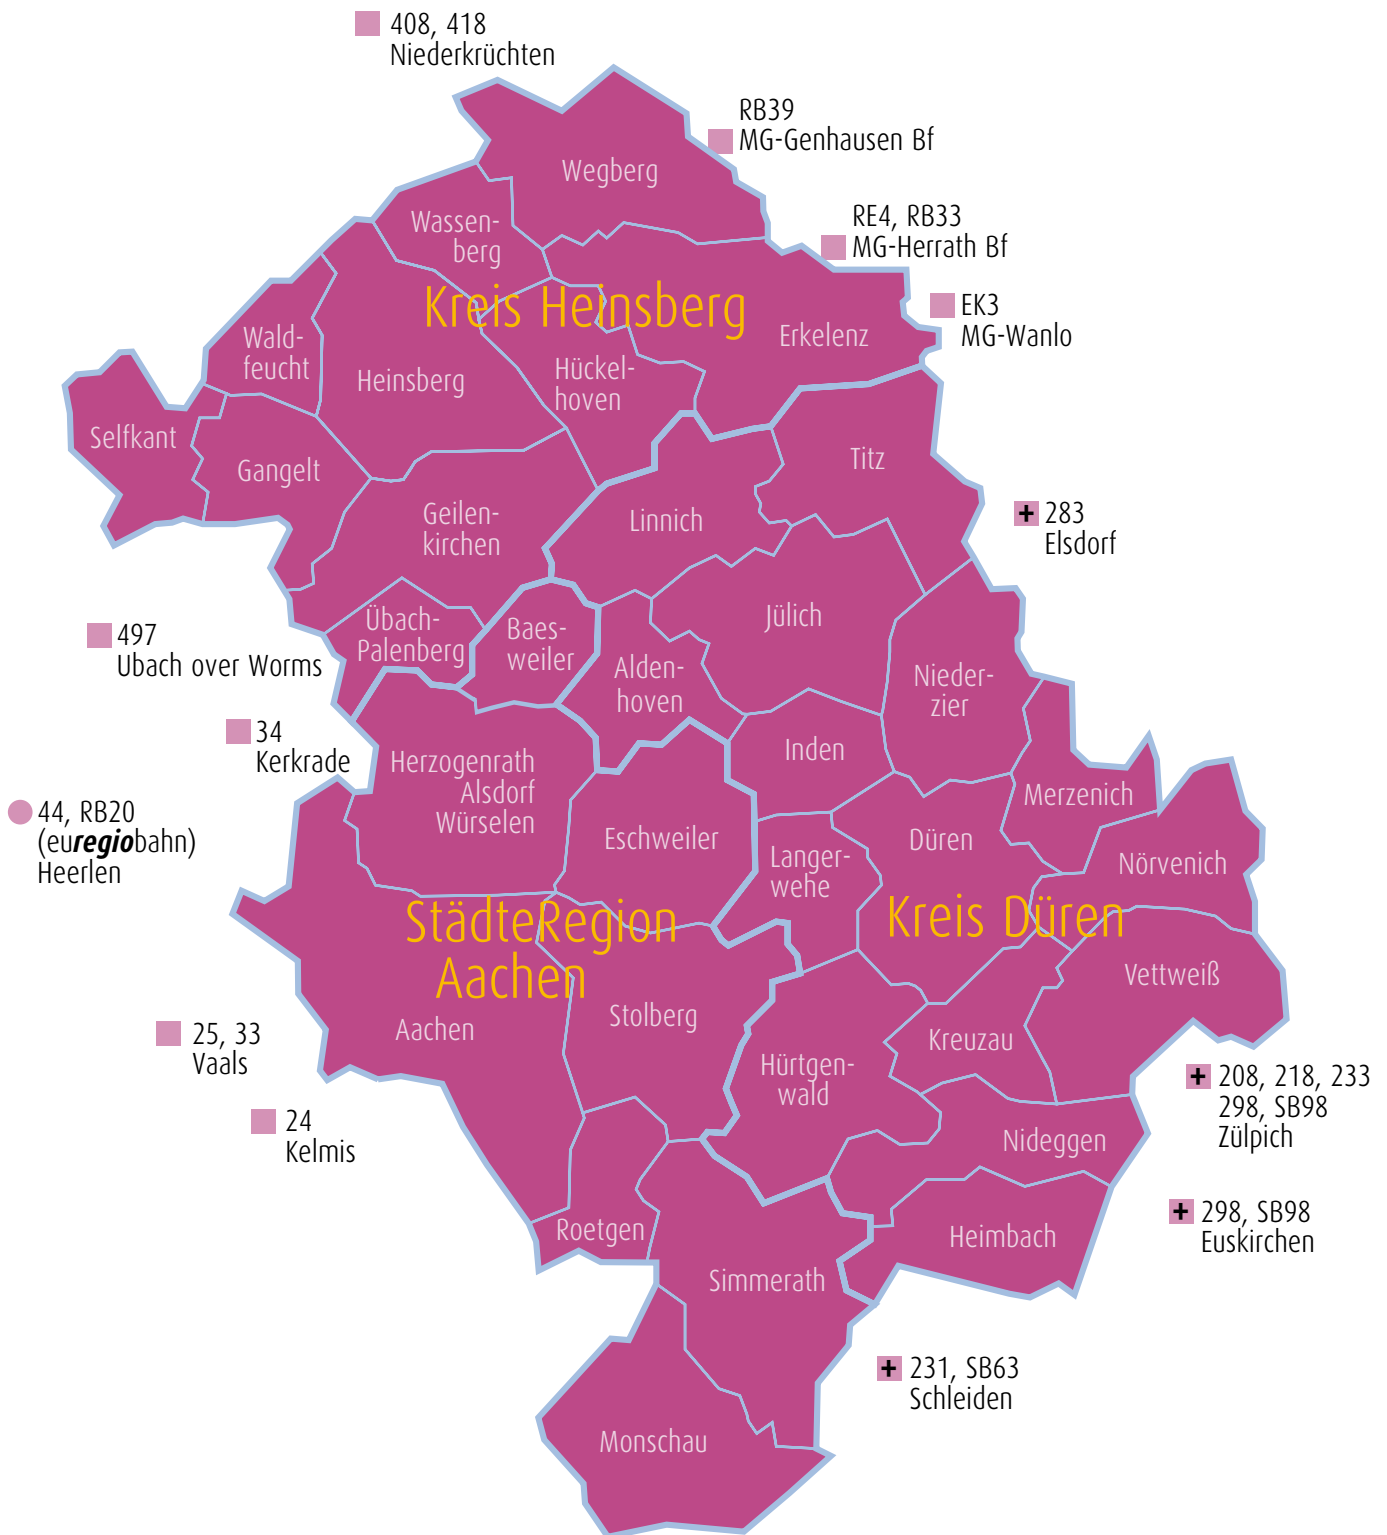 408, 418
Niederkrüchten
RB39
MG-Genhausen Bf
Wegberg
RE4, RB33
MG-Herrath Bf
Wassen-
berg
EK3
MG-Wanlo
Kreis Heinsberg
Erkelenz
Wald-
feucht
Heinsberg
Hückel-
hoven
Selfkant
Gangelt
Titz
Geilen-
kirchen
Linnich
+ 283
Elsdorf
Übach-
Palenberg
Baes-
weiler
Jülich
497
Ubach over Worms
Alden-
hoven
Nieder-
zier
34
Kerkrade
Inden
Herzogenrath
Alsdorf
Würselen
Merzenich
44, RB20
(euregiobahn)
Heerlen
Eschweiler
Düren
Langer-
wehe
Nörvenich
StädteRegion
Aachen
Kreis Düren
Vettweiß
Aachen
Stolberg
25, 33
Vaals
Kreuzau
Hürtgen-
wald
+ 208, 218, 233
298, SB98
Zülpich
24
Kelmis
Nideggen
Roetgen
Heimbach
+ 298, SB98
Euskirchen
Simmerath
+ 231, SB63
Schleiden
Monschau